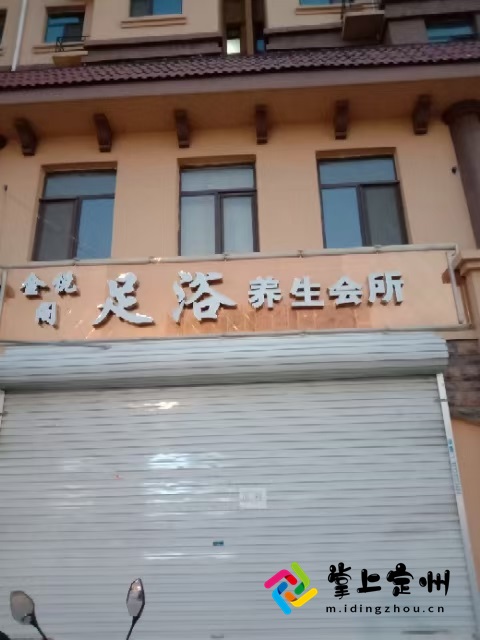 金悦
阁
足浴养生会所
掌上定州
m.idingzhou.cn